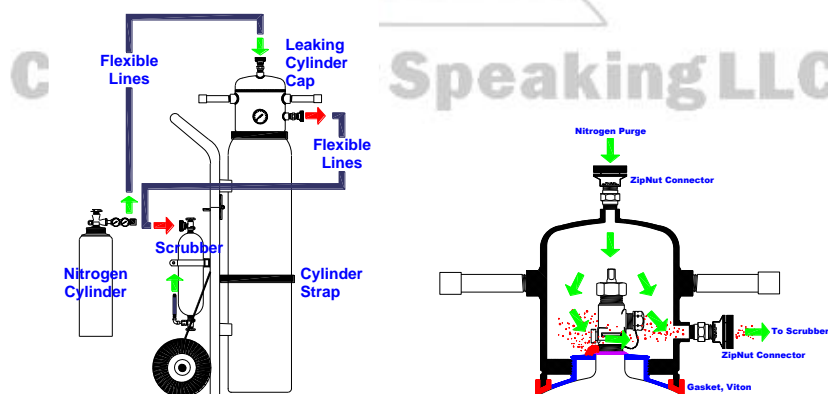 C
Speaking LLC
Flexible
Lines
Leaking
Cylinder
Cap
Flexible
Lines
Scrubber
Nitrogen
Cylinder
Cylinder
Strap
Nitrogen Purge
ZipNut Connector
To Scrubber
ZipNut Connector
Gasket, Viton